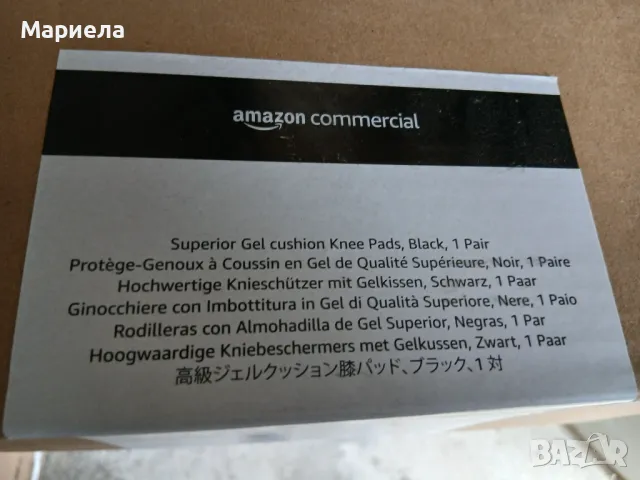 Мариела
amazon commercial
Superior Gel cushion Knee Pads, Black, 1 Pair
Protège-Genoux à Coussin en Gel de Qualité Supérieure, Noir, 1 Paire
Hochwertige Knieschützer mit Gelkissen, Schwarz, 1 Paar
Ginocchiere con Imbottitura in Gel di Qualità Superiore, Nere, 1 Paio
Rodilleras con Almohadilla de Gel Superior, Negras, 1 Par
Hoogwaardige Kniebeschermers met Gelkussen, Zwart, 1 Paar
高級ジェルクッション膝パッド、ブラック、1 対
BAZAR